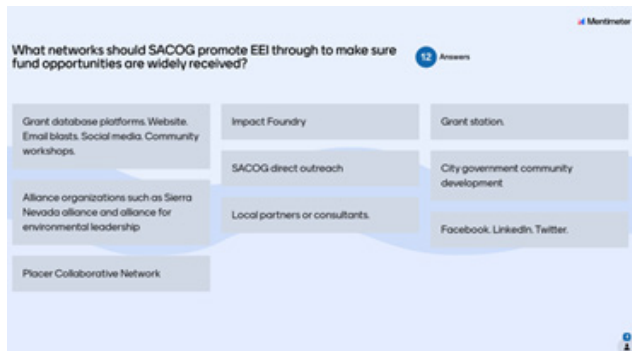 Mentimeter
What networks should SACOG promote EEI through to make sure
fund opportunities are widely received?
12 Answers
Grant database platforms. Website.
Email blasts. Social media. Community
workshops.
Impact Foundry
Grant station.
SACOG direct outreach
City government community
development
Alliance organizations such as Sierra
Nevada alliance and alliance for
environmental leadership
Local partners or consultants.
Facebook. LinkedIn. Twitter.
Placer Collaborative Network